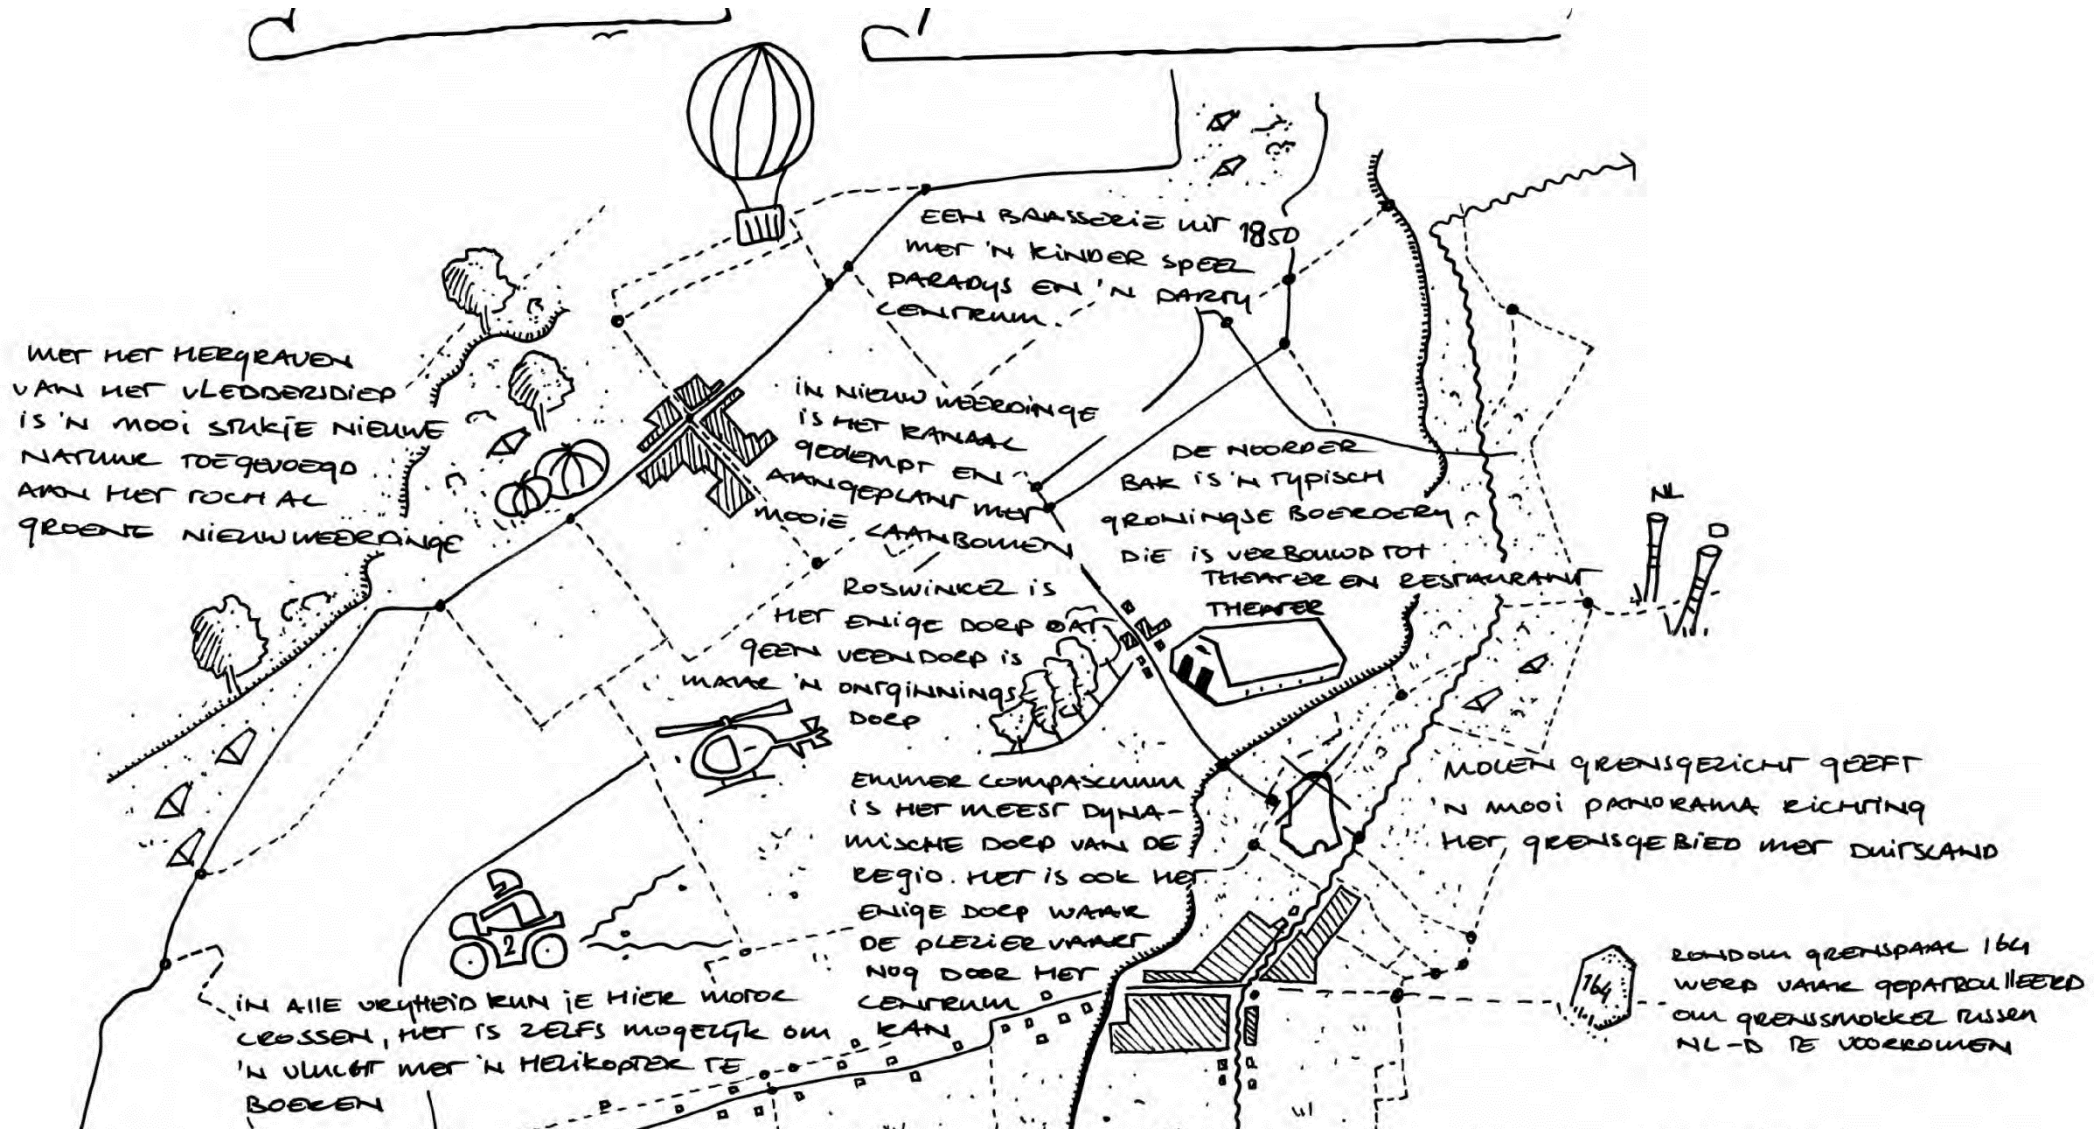 EEN BRASSERIE UIT 1850
MET 'N KINDER SPEEL
PARADYS EN 'N PARTY
CENTRUM.
MET HET HERGRAVEN
VAN HET VLEDDERSDIEP
IS 'N MOOI STUKJE NIEUWE
NATUUR TOEGEVOEGD
AAN HET TOCH AL
GROENE NIEUW WEERDINGE
IN NIEUW WEERDINGE
IS HET KANAAL
GEDEMPT EN
AANGEPLANT MET
MOOIE LAANBOMEN
DE NOORDER
BAK IS 'N TYPISCH
GRONINGSE BOERDERY
DIE IS VERBOUWD TOT
THEATER EN RESTAURANT
THEATER
NL
D
ROSWINKEL IS
HET ENIGE DORP DAT
GEEN VEENDORP IS
MAAR 'N ONTGINNINGS
DORP
EMMER COMPASCUUM
IS HET MEEST DYNA-
MISCHE DORP VAN DE
REGIO. HET IS OOK HET
ENIGE DORP WAAR
DE PLEZIERVAART
NOG DOOR HET
CENTRUM
KAN
MOLEN GRENSGEZICHT GEEFT
'N MOOI PANORAMA RICHTING
HET GRENSGEBIED MET DUITSLAND
2
2
IN ALLE VRYHEID KUN JE HIER MOTOR
CROSSEN, HET IS ZELFS MOGELYK OM
'N VLUCHT MET 'N HELIKOPTER TE
BOEKEN
164
RONDOM GRENSPAAL 164
WERD VAAK GEPATROUILLEERD
OM GRENSSMOKKEL TUSSEN
NL-D TE VOORKOMEN